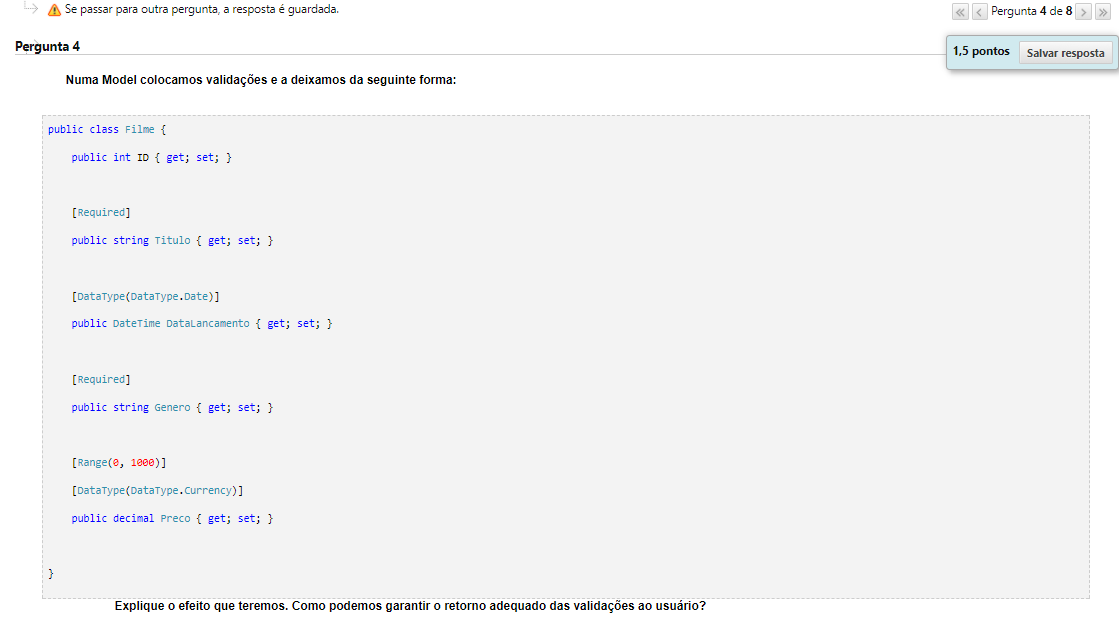 Se passar para outra pergunta, a resposta é guardada.
Pergunta 4 de 8
Pergunta 4
1,5 pontos
Salvar resposta
Numa Model colocamos validações e a deixamos da seguinte forma:
public class Filme {
public int ID { get; set; }
[Required]
public string Titulo { get; set; }
[DataType(DataType.Date)]
public DateTime DataLancamento { get; set; }
[Required]
public string Genero { get; set; }
[Range(0, 1000)]
[DataType(DataType.Currency)]
public decimal Preco { get; set; }
}
Explique o efeito que teremos. Como podemos garantir o retorno adequado das validações ao usuário?